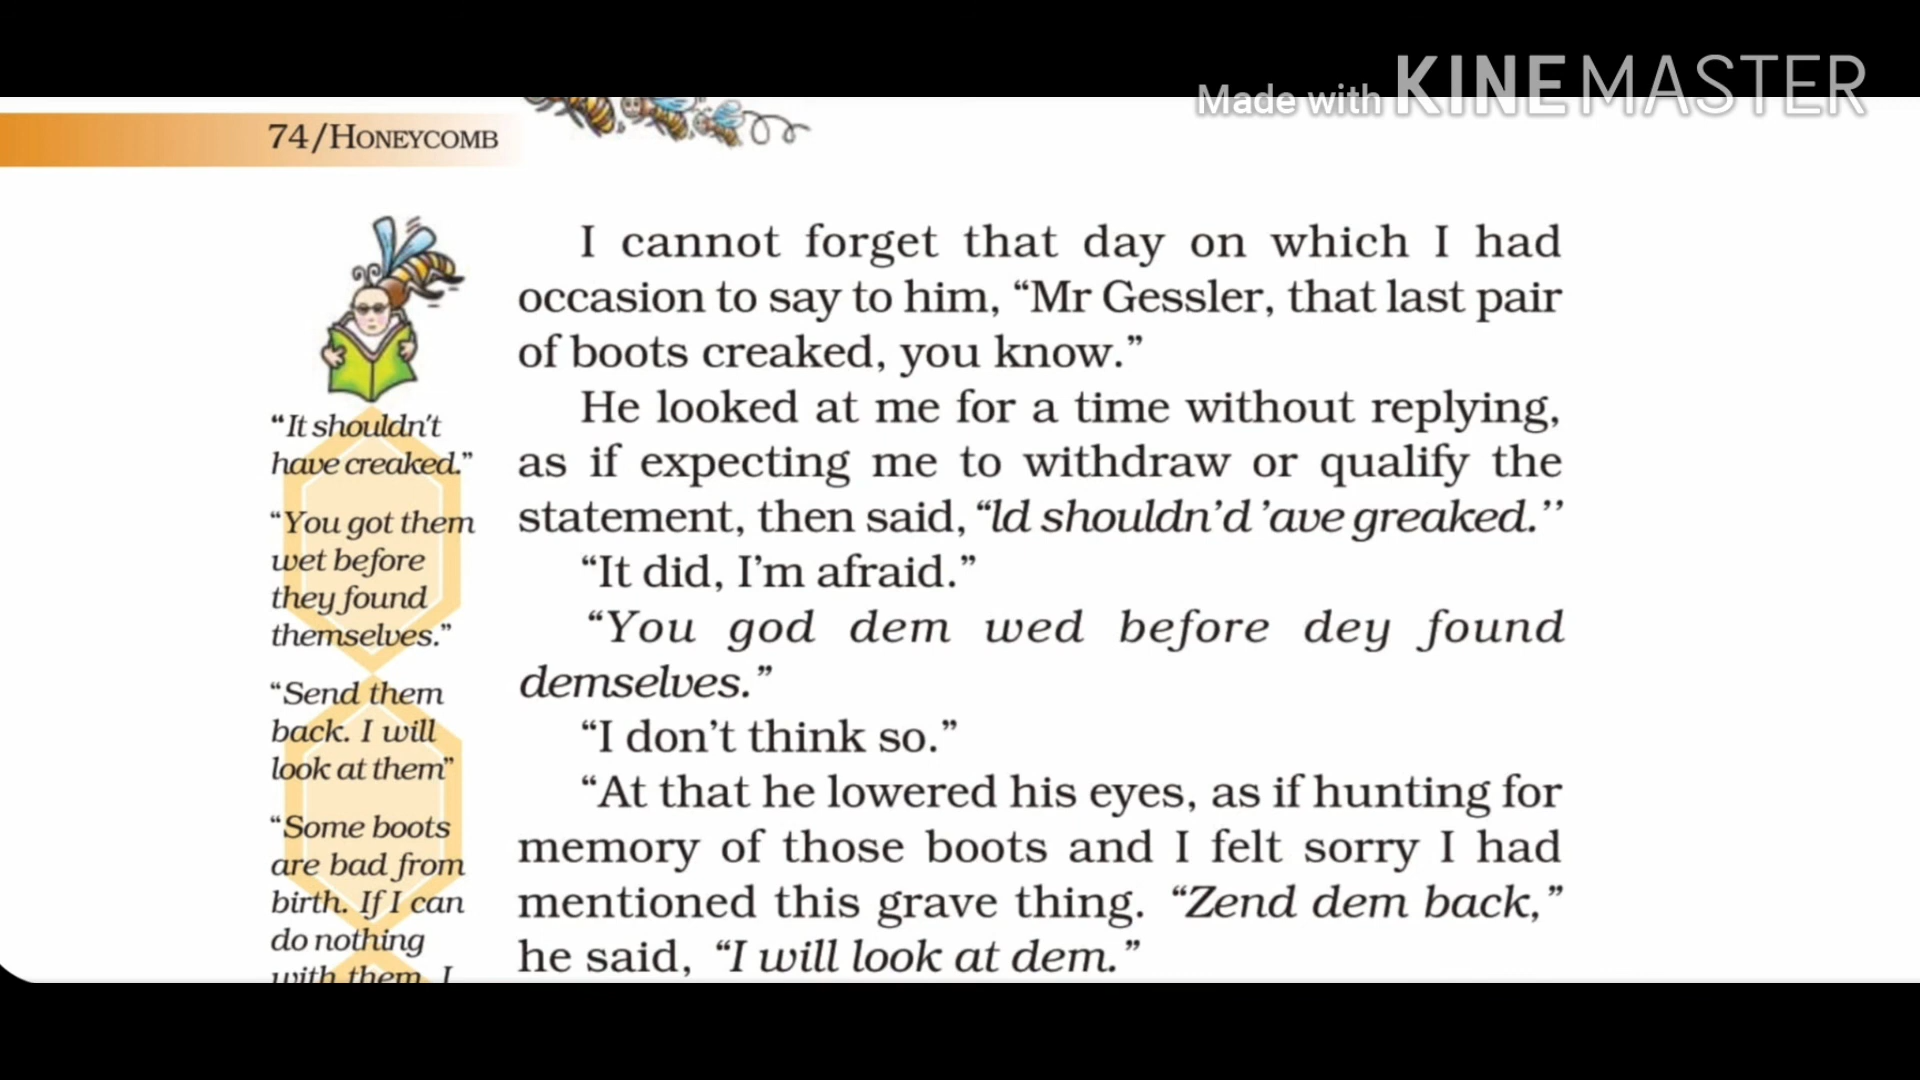 Made with KINEMASTER
74/HONEYCOMB
I cannot forget that day on which I had
occasion to say to him, “Mr Gessler, that last pair
of boots creaked, you know.”
He looked at me for a time without replying,
as if expecting me to withdraw or qualify the
statement, then said, “ld shouldn’d ’ave greaked.’’
“It did, I’m afraid.”
“You god dem wed before dey found
demselves.”
“I don’t think so.”
“At that he lowered his eyes, as if hunting for
memory of those boots and I felt sorry I had
mentioned this grave thing. “Zend dem back,”
he said, “I will look at dem.”
“It shouldn’t
have creaked.”
“You got them
wet before
they found
themselves.”
“Send them
back. I will
look at them”
“Some boots
are bad from
birth. If I can
do nothing
with them, I